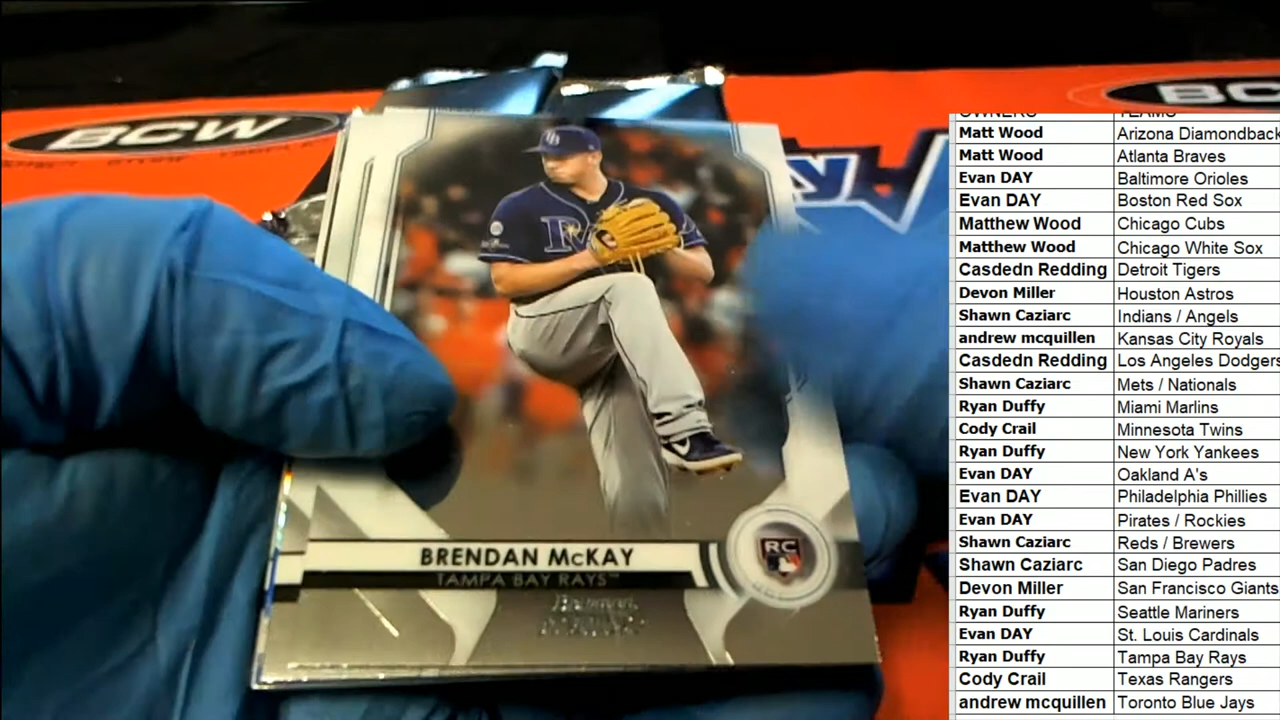 BCW
BC
OWNERS TEAMS
Matt Wood Arizona Diamondback
Matt Wood Atlanta Braves
Evan DAY Baltimore Orioles
Evan DAY Boston Red Sox
Matthew Wood Chicago Cubs
Matthew Wood Chicago White Sox
Casdedn Redding Detroit Tigers
Devon Miller Houston Astros
Shawn Caziarc Indians / Angels
andrew mcquillen Kansas City Royals
Casdedn Redding Los Angeles Dodgers
Shawn Caziarc Mets / Nationals
Ryan Duffy Miami Marlins
Cody Crail Minnesota Twins
Ryan Duffy New York Yankees
Evan DAY Oakland A's
Evan DAY Philadelphia Phillies
Evan DAY Pirates / Rockies
Shawn Caziarc Reds / Brewers
Shawn Caziarc San Diego Padres
Devon Miller San Francisco Giants
Ryan Duffy Seattle Mariners
Evan DAY St. Louis Cardinals
Ryan Duffy Tampa Bay Rays
Cody Crail Texas Rangers
andrew mcquillen Toronto Blue Jays
BRENDAN McKAY
TAMPA BAY RAYS™
RC
Bowman